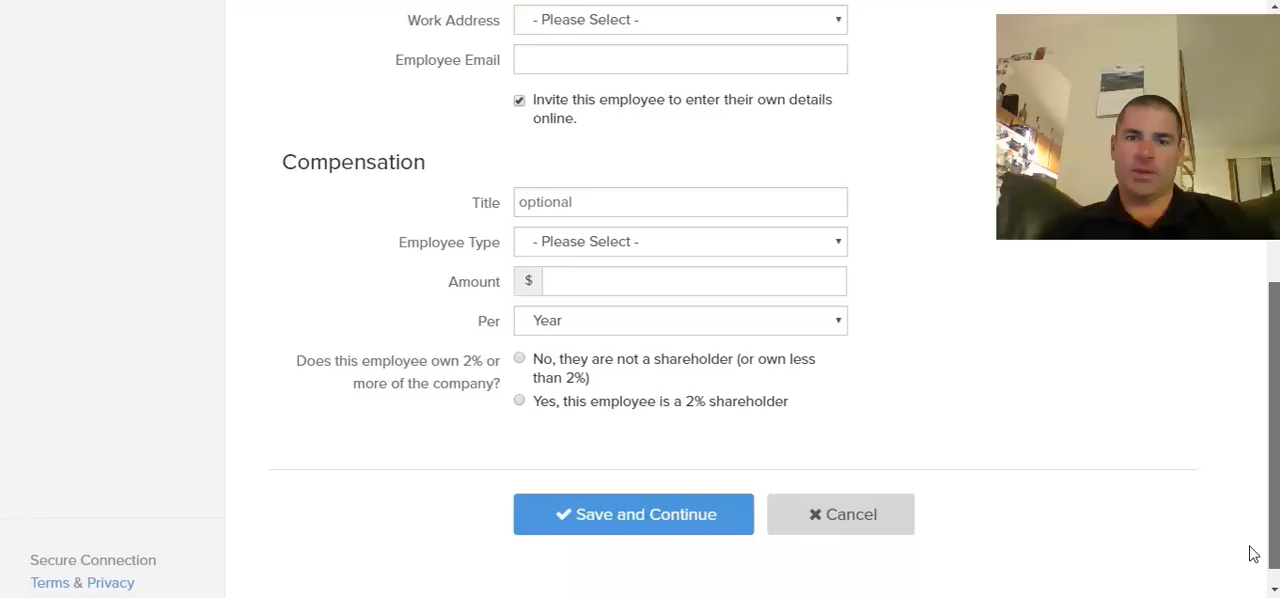 Work Address
- Please Select -
Employee Email
Invite this employee to enter their own details
online.
Compensation
Title
optional
Employee Type
- Please Select -
Amount
$
Per
Year
Does this employee own 2% or
more of the company?
No, they are not a shareholder (or own less
than 2%)
Yes, this employee is a 2% shareholder
Save and Continue
Cancel
Secure Connection
Terms & Privacy